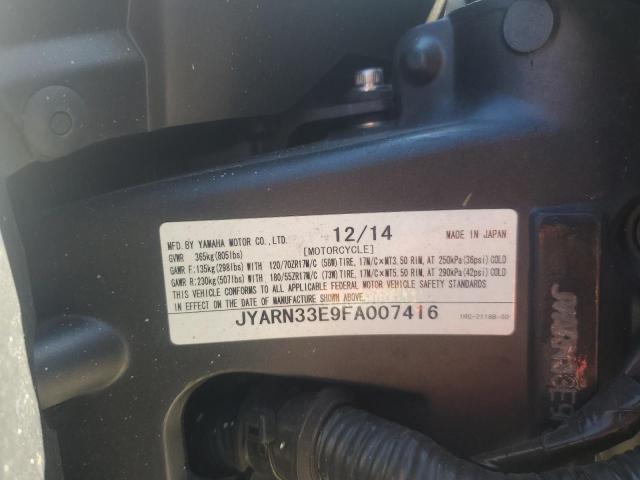 MFD. BY YAMAHA MOTOR CO.,LTD. 12/14 MADE IN JAPAN
GVWR 365kg(805lbs) [MOTORCYCLE]
GAWR F:135kg(298lbs) WITH 120/70ZR17M/C (58W)TIRE, 17M/C×MT3.50 RIM, AT 250kPa(36psi) COLD
GAWR R:230kg(507lbs) WITH 180/55ZR17M/C (73W)TIRE, 17M/C×MT5.50 RIM, AT 290kPa(42psi) COLD
THIS VEHICLE CONFORMS TO ALL APPLICABLE FEDERAL MOTOR VEHICLE SAFETY STANDARDS
IN EFFECT ON THE DATE OF MANUFACTURE SHOWN ABOVE.
JYARN33E9FA007416 1RC-2118B-00